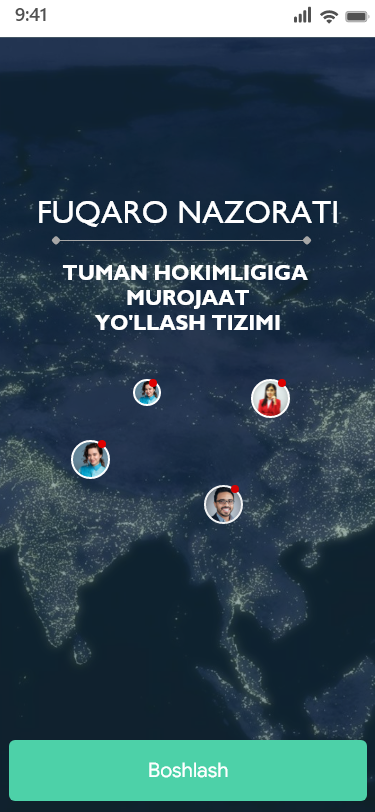 9:41
FUQARO NAZORATI
TUMAN HOKIMLIGIGA
MUROJAAT
YO'LLASH TIZIMI
Boshlash